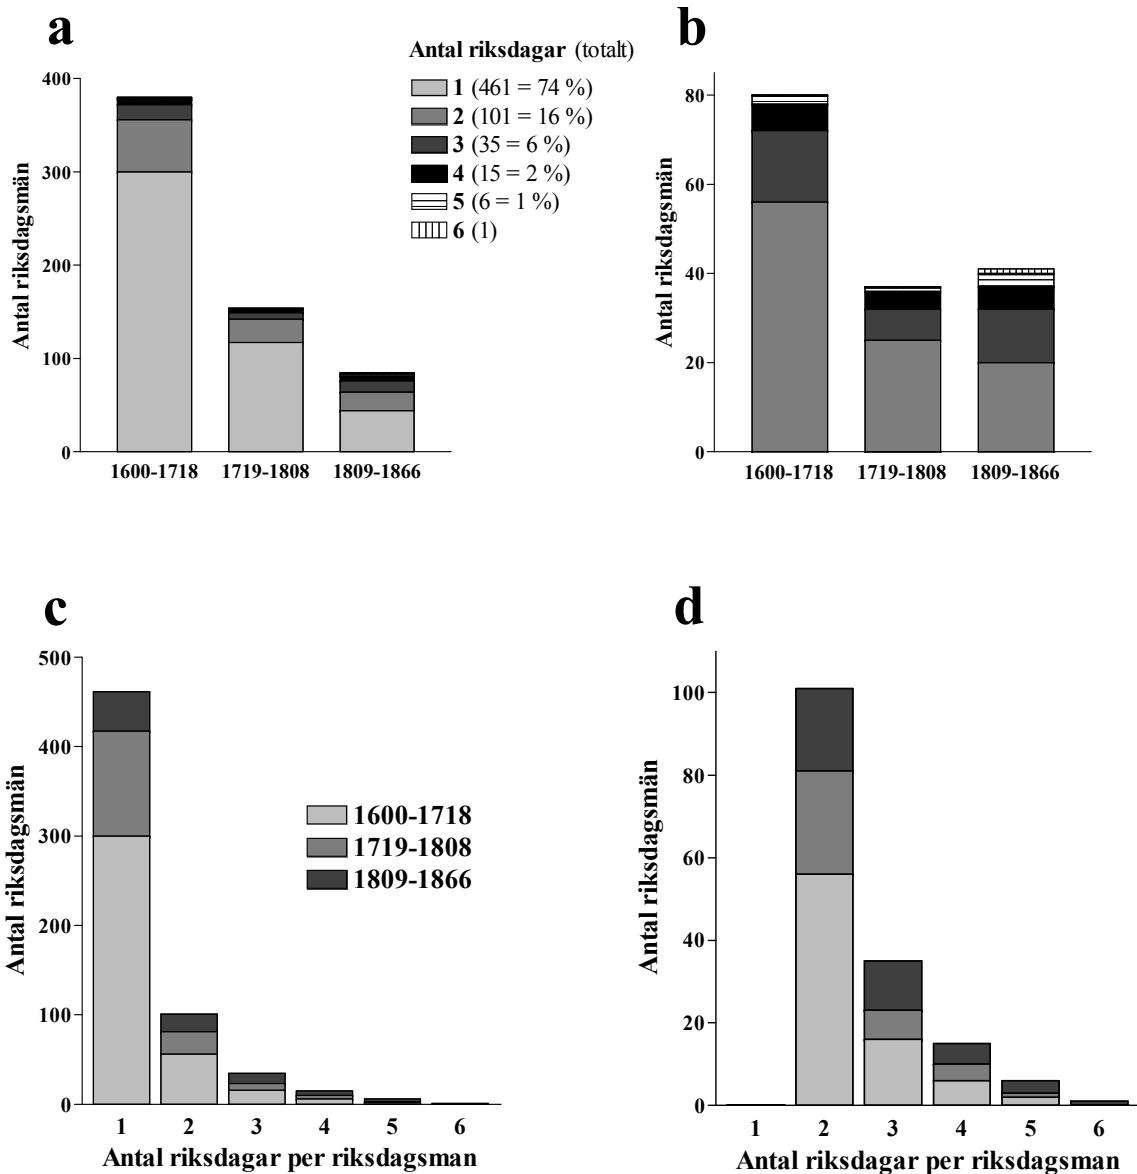 a
Antal riksdagar (totalt)
1 (461 = 74 %)
2 (101 = 16 %)
3 (35 = 6 %)
4 (15 = 2 %)
5 (6 = 1 %)
6 (1)
Antal riksdagsmän
400
300
200
100
0
1600-1718
1719-1808
1809-1866
b
Antal riksdagsmän
80
60
40
20
0
1600-1718
1719-1808
1809-1866
c
Antal riksdagsmän
500
400
300
200
100
0
1600-1718
1719-1808
1809-1866
1
2
3
4
5
6
Antal riksdagar per riksdagsman
d
Antal riksdagsmän
100
80
60
40
20
0
1
2
3
4
5
6
Antal riksdagar per riksdagsman